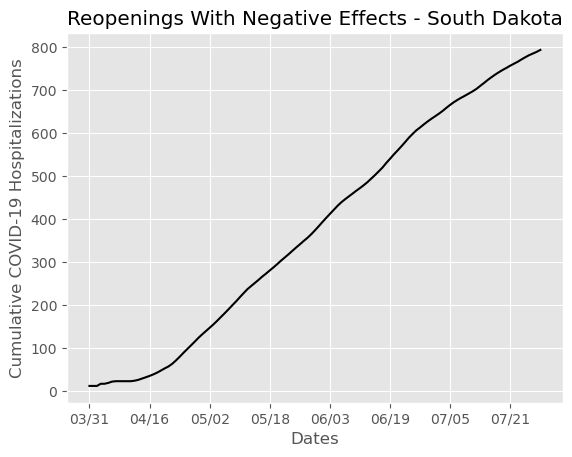 Reopenings With Negative Effects - South Dakota
800
700
600
500
400
300
200
100
0
Cumulative COVID-19 Hospitalizations
03/31 04/16 05/02 05/18 06/03 06/19 07/05 07/21
Dates